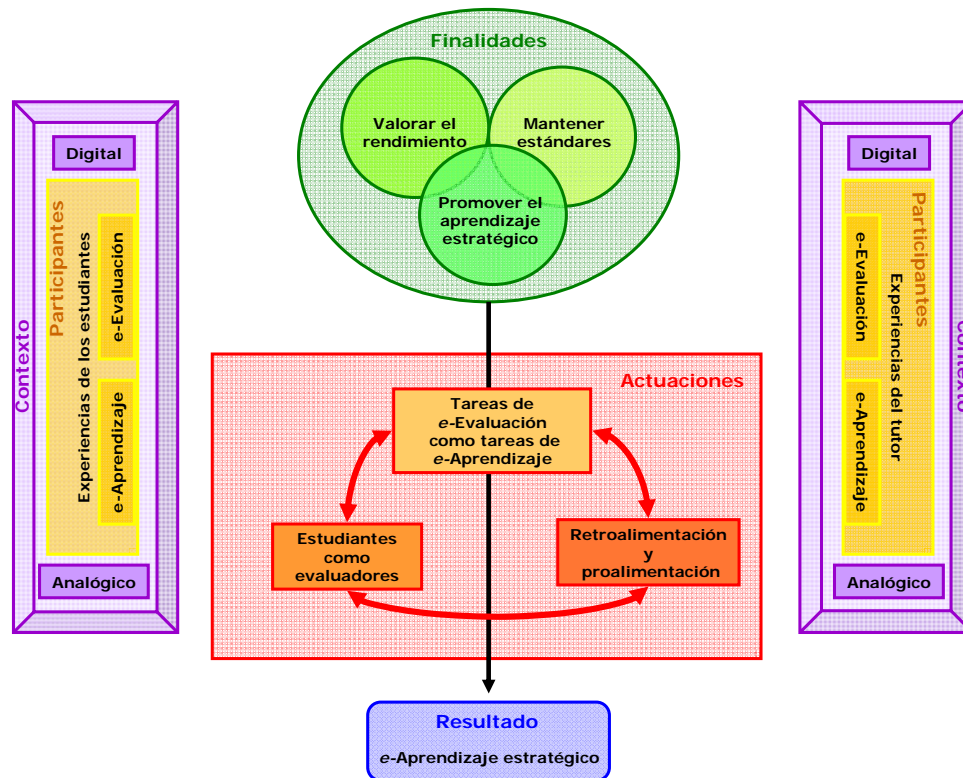 Finalidades
Valorar el
rendimiento
Mantener
estándares
Promover el
aprendizaje
estratégico
Contexto
Digital
Participantes
Experiencias de los estudiantes
e-Evaluación
e-Aprendizaje
Analógico
Actuaciones
Tareas de
e-Evaluación
como tareas de
e-Aprendizaje
Estudiantes
como
evaluadores
Retroalimentación
y
proalimentación
Digital
Participantes
Experiencias del tutor
e-Evaluación
e-Aprendizaje
Analógico
Contexto
Resultado
e-Aprendizaje estratégico